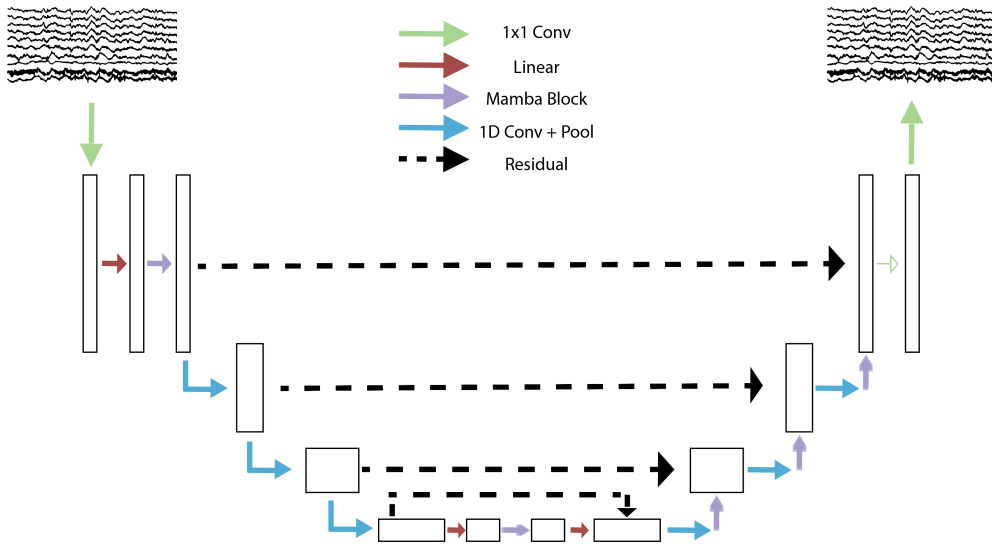 1x1 Conv
Linear
Mamba Block
1D Conv + Pool
Residual